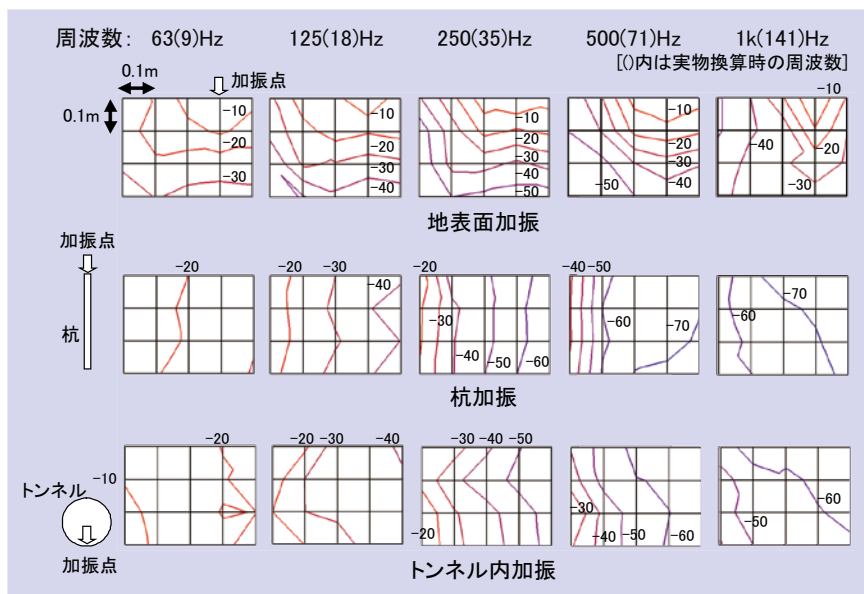 周波数: 63(9)Hz 125(18)Hz 250(35)Hz 500(71)Hz 1k(141)Hz
[()内は実物換算時の周波数]
0.1m
加振点
0.1m
-10 -20 -30
-10 -20 -30 -40
-10 -20 -30 -40 -50
-10 -20 -30 -40 -50
-10 -20 -30 -40
地表面加振
加振点
杭
-20
-20 -30 -40
-20 -30 -40 -50 -60
-40 -50 -60 -70
-60 -70
杭加振
トンネル
加振点
-10 -20
-20 -30 -40
-20 -30 -40 -50
-30 -40 -50 -60
-50 -60
トンネル内加振